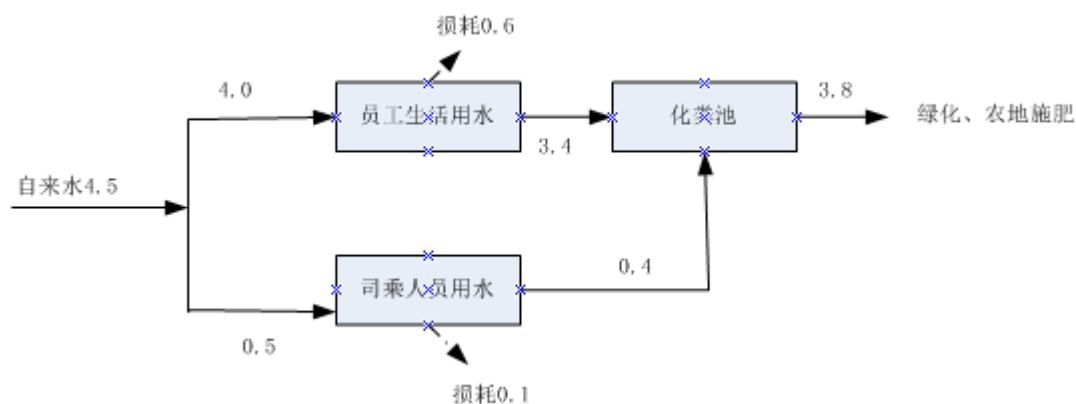 损耗0.6
4.0
员工生活用水
3.4
化粪池
3.8
绿化、农地施肥
自来水4.5
司乘人员用水
0.4
0.5
损耗0.1